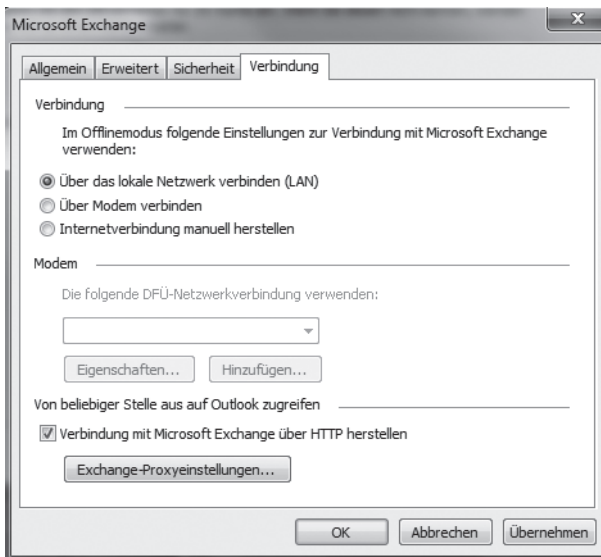 Microsoft Exchange
Allgemein Erweitert Sicherheit Verbindung
Verbindung
Im Offlinemodus folgende Einstellungen zur Verbindung mit Microsoft Exchange
verwenden:
Über das lokale Netzwerk verbinden (LAN)
Über Modem verbinden
Internetverbindung manuell herstellen
Modem
Die folgende DFÜ-Netzwerkverbindung verwenden:
Eigenschaften... Hinzufügen...
Von beliebiger Stelle aus auf Outlook zugreifen
Verbindung mit Microsoft Exchange über HTTP herstellen
Exchange-Proxyeinstellungen...
OK Abbrechen Übernehmen